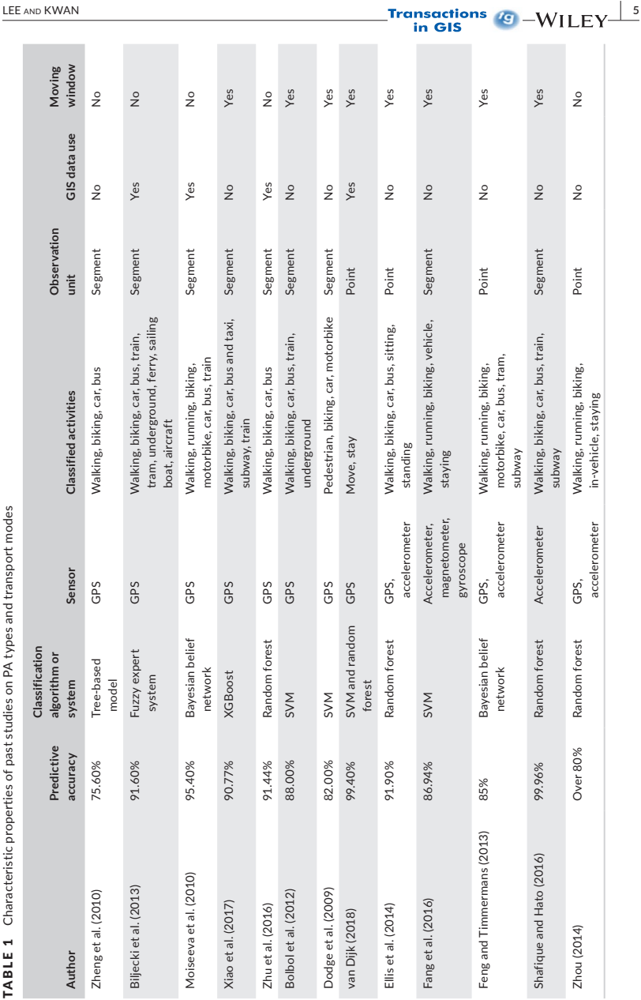 LEE AND KWAN
Transactions in GIS
WILEY
5
TABLE 1 Characteristic properties of past studies on PA types and transport modes
Author | Predictive accuracy | Classification algorithm or system | Sensor | Classified activities | Observation unit | GIS data use | Moving window
Zheng et al. (2010) | 75.60% | Tree-based model | GPS | Walking, biking, car, bus | Segment | No | No
Biljecki et al. (2013) | 91.60% | Fuzzy expert system | GPS | Walking, biking, car, bus, train, tram, underground, ferry, sailing boat, aircraft | Segment | Yes | No
Moiseeva et al. (2010) | 95.40% | Bayesian belief network | GPS | Walking, running, biking, motorbike, car, bus, train | Segment | Yes | No
Xiao et al. (2017) | 90.77% | XGBoost | GPS | Walking, biking, car, bus and taxi, subway, train | Segment | No | Yes
Zhu et al. (2016) | 91.44% | Random forest | GPS | Walking, biking, car, bus | Segment | Yes | No
Bolbol et al. (2012) | 88.00% | SVM | GPS | Walking, biking, car, bus, train, underground | Segment | No | Yes
Dodge et al. (2009) | 82.00% | SVM | GPS | Pedestrian, biking, car, motorbike | Segment | No | Yes
van Dijk (2018) | 99.40% | SVM and random forest | GPS | Move, stay | Point | Yes | Yes
Ellis et al. (2014) | 91.90% | Random forest | GPS, accelerometer | Walking, biking, car, bus, sitting, standing | Point | No | Yes
Fang et al. (2016) | 86.94% | SVM | Accelerometer, magnetometer, gyroscope | Walking, running, biking, vehicle, staying | Segment | No | Yes
Feng and Timmermans (2013) | 85% | Bayesian belief network | GPS, accelerometer | Walking, running, biking, motorbike, car, bus, tram, subway | Point | No | Yes
Shafique and Hato (2016) | 99.96% | Random forest | Accelerometer | Walking, biking, car, bus, train, subway | Segment | No | Yes
Zhou (2014) | Over 80% | Random forest | GPS, accelerometer | Walking, running, biking, in-vehicle, staying | Point | No | No